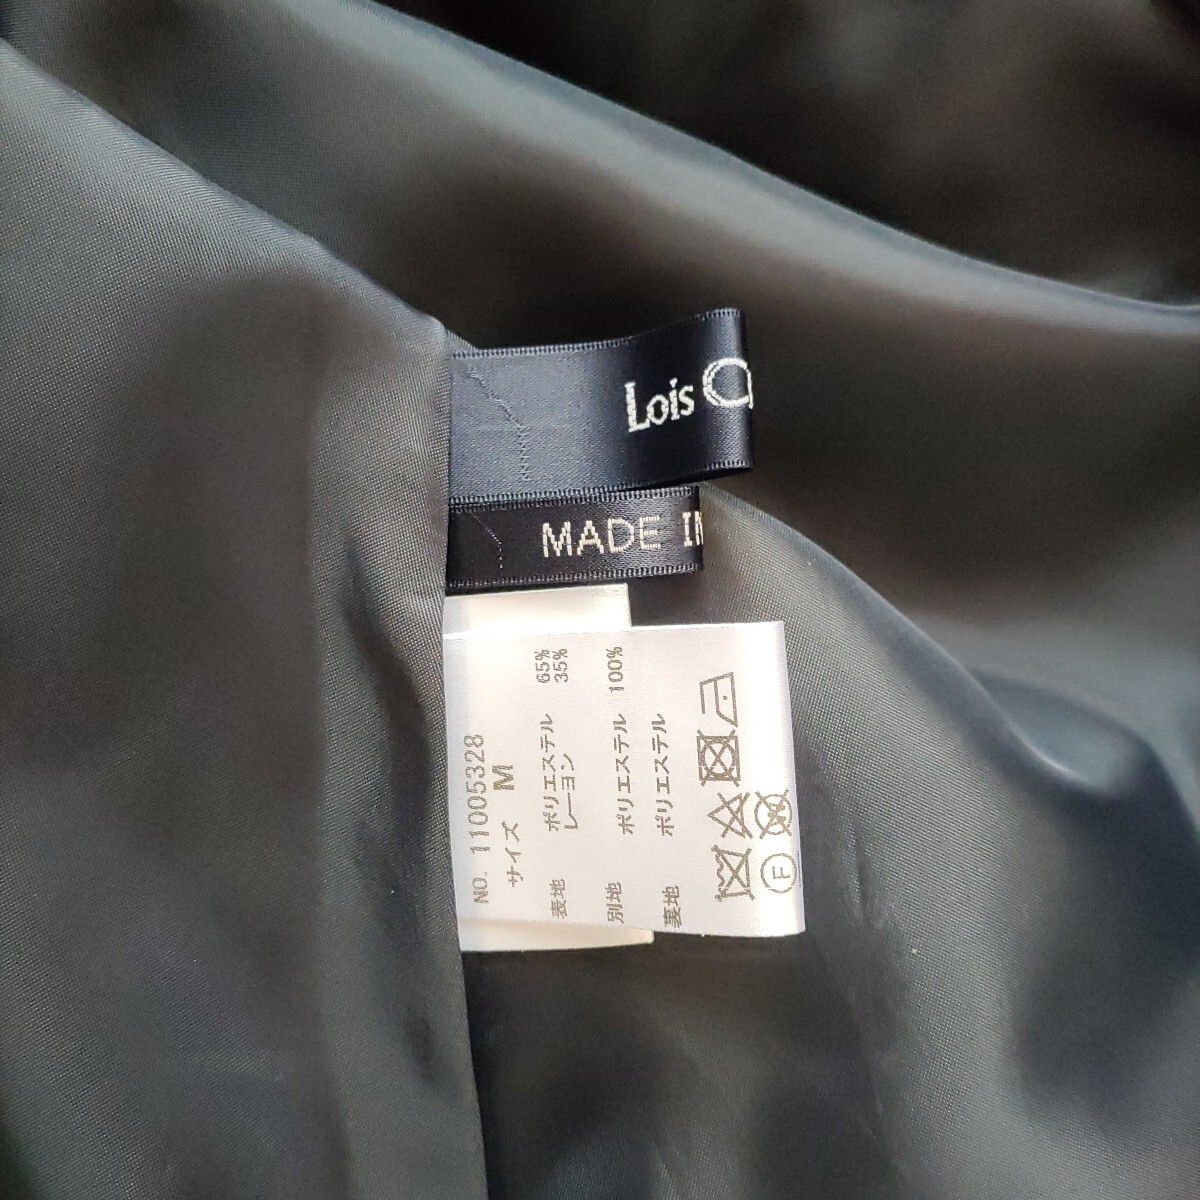 Lois
MADE IN
NO. 11005328
サイズ M
表地 ポリエステル 65%
レーヨン 35%
別地 ポリエステル 100%
裏地 ポリエステル
F